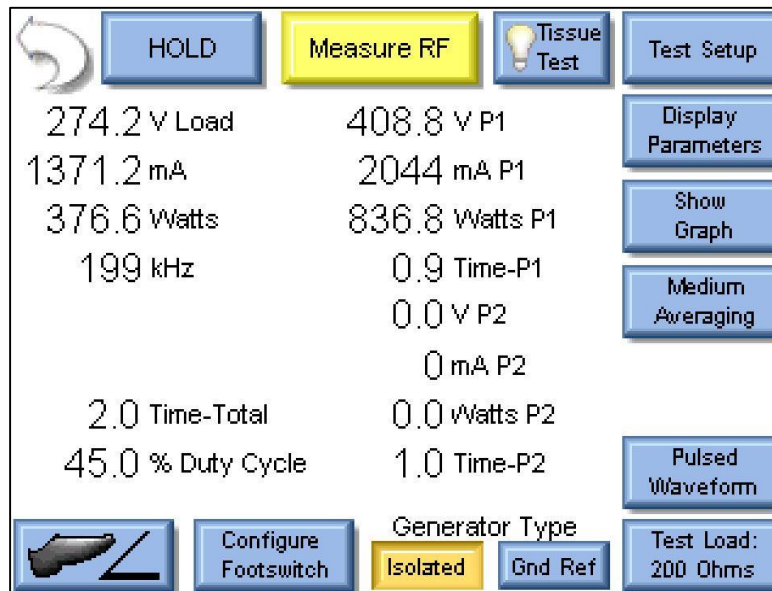 HOLD
Measure RF
Tissue
Test
Test Setup
274.2 V Load
408.8 V P1
Display
Parameters
1371.2 mA
2044 mA P1
376.6 Watts
836.8 Watts P1
Show
Graph
199 kHz
0.9 Time-P1
Medium
Averaging
0.0 V P2
0 mA P2
2.0 Time-Total
0.0 Watts P2
45.0 % Duty Cycle
1.0 Time-P2
Pulsed
Waveform
Configure
Footswitch
Generator Type
Isolated
Gnd Ref
Test Load:
200 Ohms